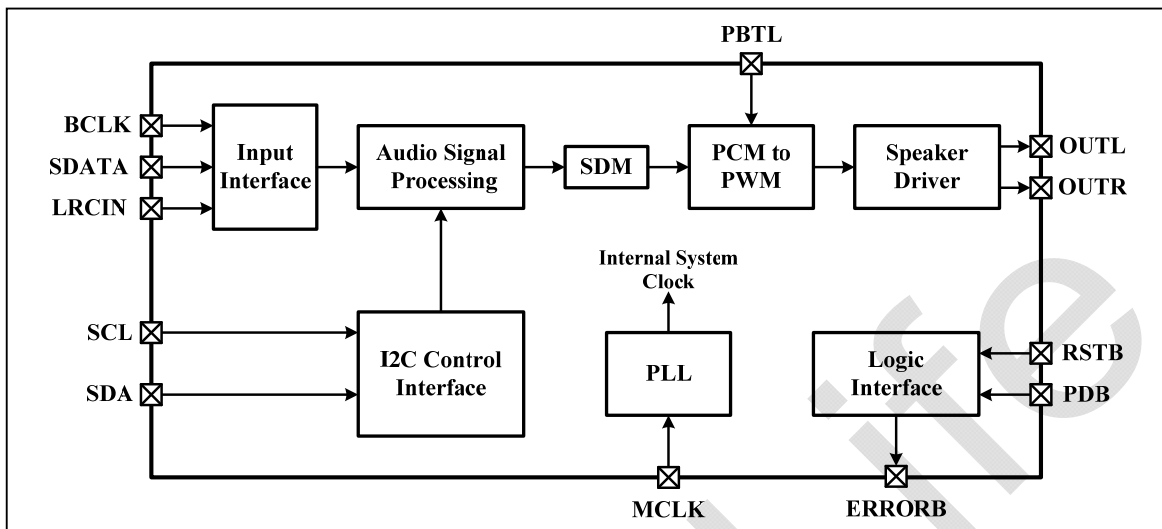 PBTL
BCLK
SDATA
LRCIN
Input
Interface
Audio Signal
Processing
SDM
PCM to
PWM
Speaker
Driver
OUTL
OUTR
Internal System
Clock
SCL
SDA
I2C Control
Interface
PLL
Logic
Interface
RSTB
PDB
MCLK
ERRORB